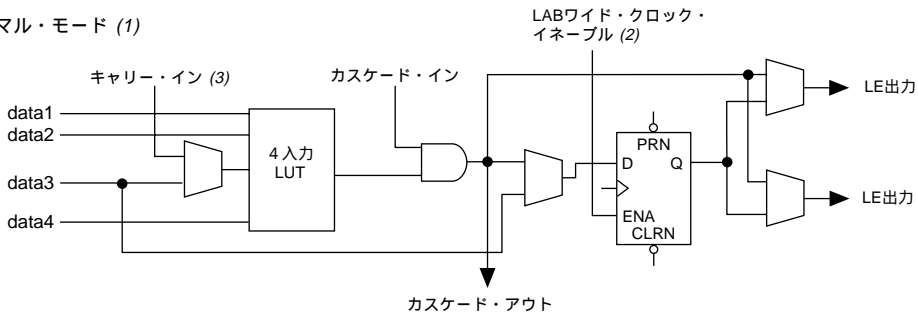 マル・モード (1)
LABワイド・クロック・
イネーブル (2)
キャリー・イン (3)
カスケード・イン
data1
data2
data3
data4
4 入力
LUT
PRN
D
Q
ENA
CLRN
LE出力
LE出力
カスケード・アウト